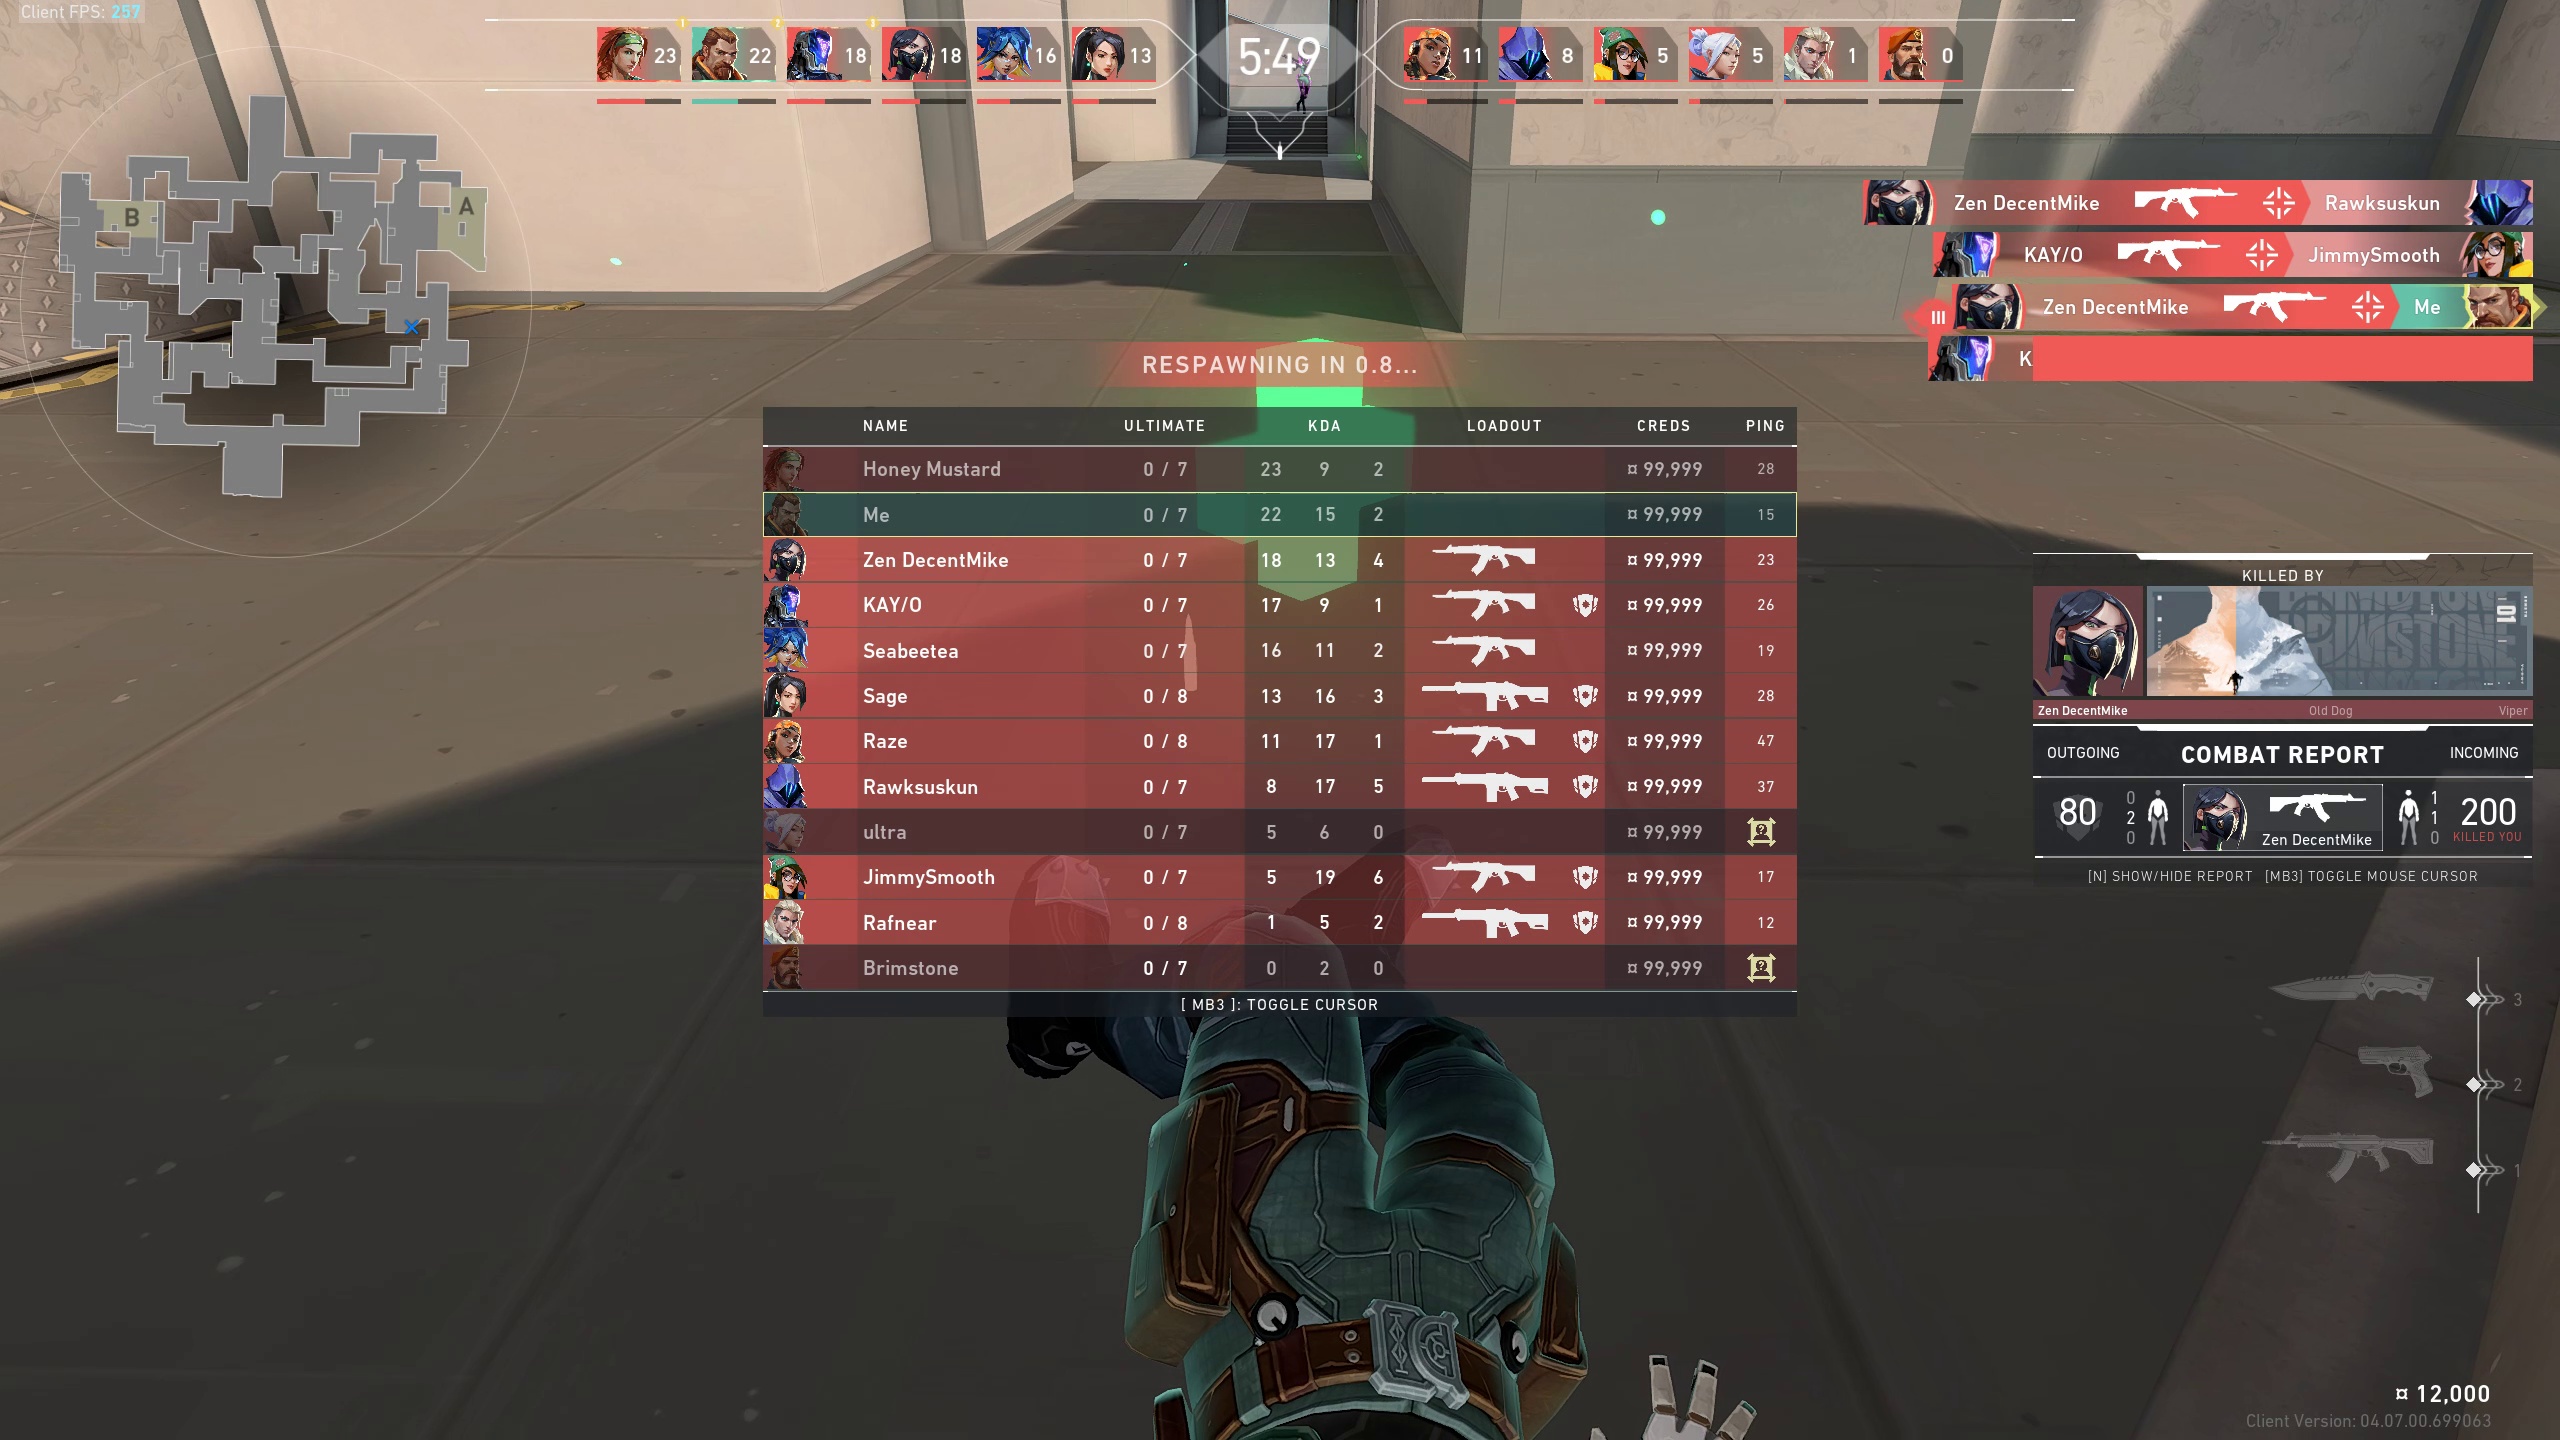 Client FPS: 257
23 22 18 18 16 13 5:49 11 8 5 5 1 0
B A
Zen DecentMike Rawksuskun
KAY/O JimmySmooth
III Zen DecentMike Me
K
RESPAWNING IN 0.8...
NAME ULTIMATE KDA LOADOUT CREDS PING
Honey Mustard 0 / 7 23 9 2 ¤ 99,999 28
Me 0 / 7 22 15 2 ¤ 99,999 15
Zen DecentMike 0 / 7 18 13 4 ¤ 99,999 23
KAY/O 0 / 7 17 9 1 ¤ 99,999 26
Seabeetea 0 / 7 16 11 2 ¤ 99,999 19
Sage 0 / 8 13 16 3 ¤ 99,999 28
Raze 0 / 8 11 17 1 ¤ 99,999 47
Rawksuskun 0 / 7 8 17 5 ¤ 99,999 37
ultra 0 / 7 5 6 0 ¤ 99,999
JimmySmooth 0 / 7 5 19 6 ¤ 99,999 17
Rafnear 0 / 8 1 5 2 ¤ 99,999 12
Brimstone 0 / 7 0 2 0 ¤ 99,999
[ MB3 ]: TOGGLE CURSOR
KILLED BY
BRIMSTONE
01
Zen DecentMike Old Dog Viper
OUTGOING COMBAT REPORT INCOMING
80 0 2 0 Zen DecentMike 1 1 0 200 KILLED YOU
[N] SHOW/HIDE REPORT [MB3] TOGGLE MOUSE CURSOR
3
2
1
¤ 12,000
Client Version: 04.07.00.699063